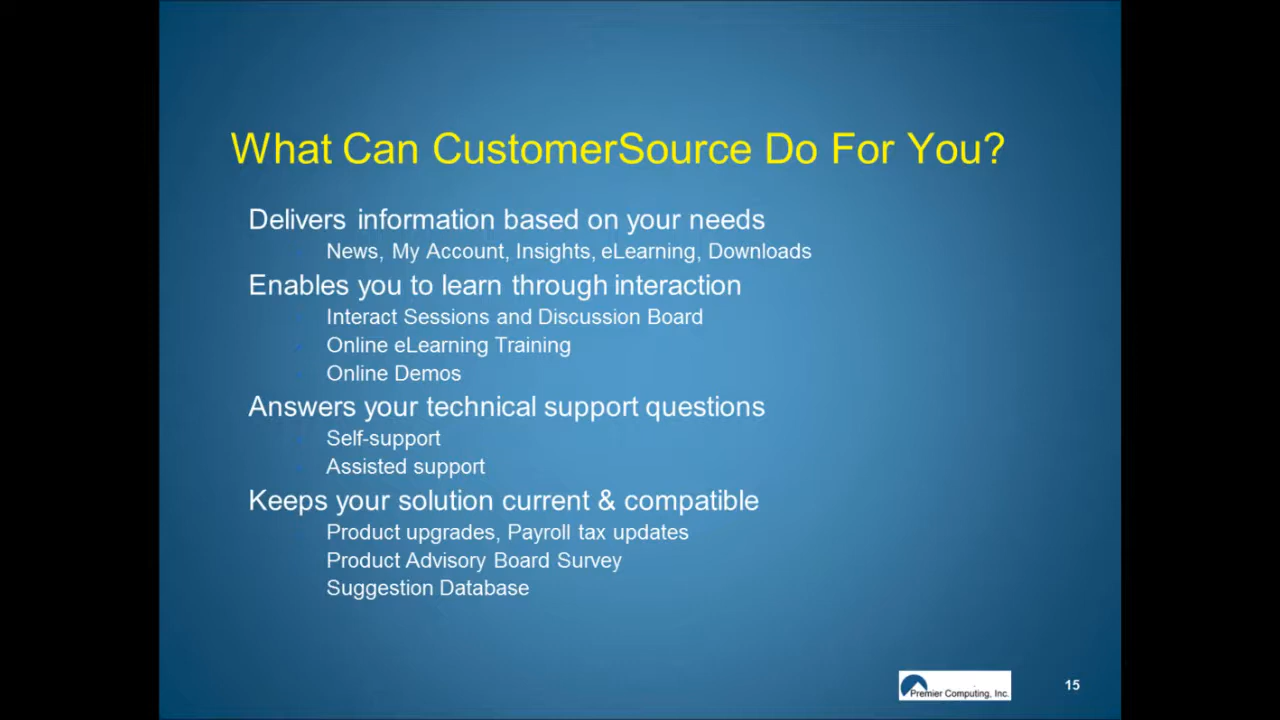 What Can CustomerSource Do For You?
Delivers information based on your needs
News, My Account, Insights, eLearning, Downloads
Enables you to learn through interaction
Interact Sessions and Discussion Board
Online eLearning Training
Online Demos
Answers your technical support questions
Self-support
Assisted support
Keeps your solution current & compatible
Product upgrades, Payroll tax updates
Product Advisory Board Survey
Suggestion Database
Premier Computing, Inc.
15